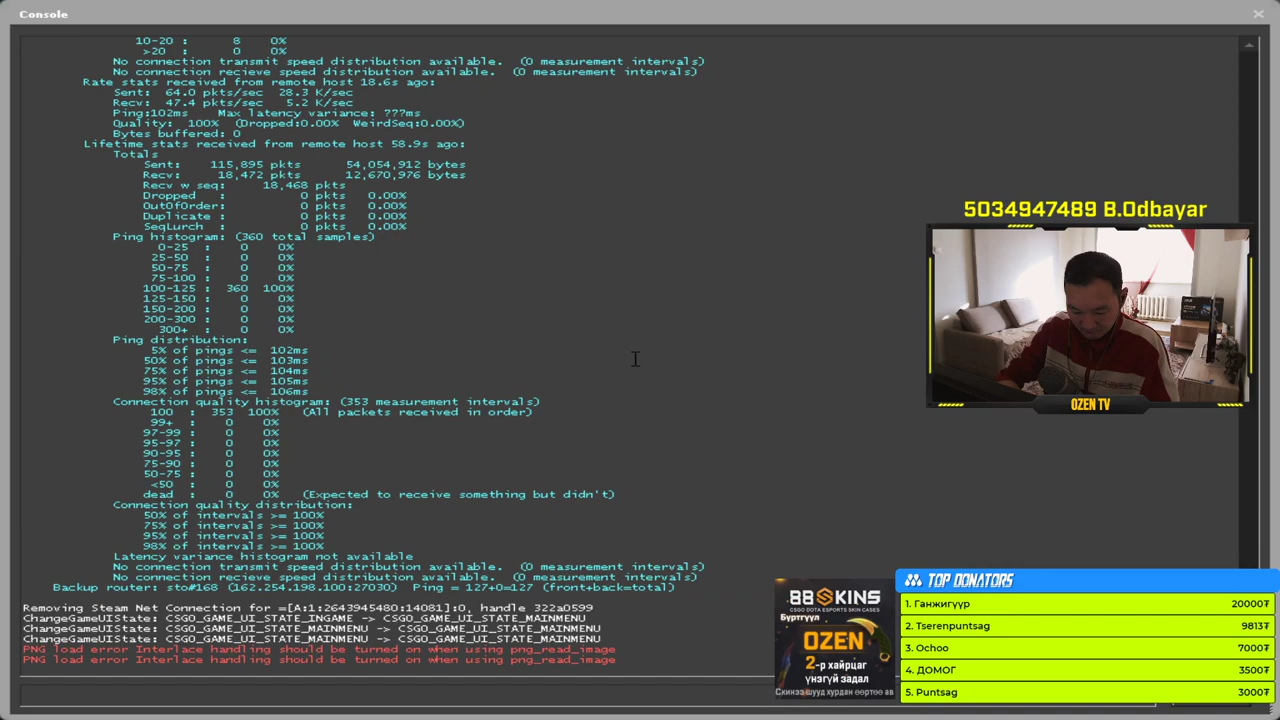 Console
10-20 : 8 0%
>20 : 0 0%
No connection transmit speed distribution available. (0 measurement intervals)
No connection recieve speed distribution available. (0 measurement intervals)
Rate stats received from remote host 18.6s ago:
Sent: 64.0 pkts/sec 28.3 K/sec
Recv: 47.4 pkts/sec 5.2 K/sec
Ping:102ms Max latency variance: ???ms
Quality: 100% (Dropped:0.00% WeirdSeq:0.00%)
Bytes buffered: 0
Lifetime stats received from remote host 58.9s ago:
Totals
Sent: 115,895 pkts 54,054,912 bytes
Recv: 18,472 pkts 12,670,976 bytes
Recv w seq: 18,468 pkts
Dropped : 0 pkts 0.00%
OutOfOrder: 0 pkts 0.00%
Duplicate : 0 pkts 0.00%
SeqLurch : 0 pkts 0.00%
Ping histogram: (360 total samples)
0-25 : 0 0%
25-50 : 0 0%
50-75 : 0 0%
75-100 : 0 0%
100-125 : 360 100%
125-150 : 0 0%
150-200 : 0 0%
200-300 : 0 0%
300+ : 0 0%
Ping distribution:
5% of pings <= 102ms
50% of pings <= 103ms
75% of pings <= 104ms
95% of pings <= 105ms
98% of pings <= 106ms
Connection quality histogram: (353 measurement intervals)
100 : 353 100% (All packets received in order)
99+ : 0 0%
97-99 : 0 0%
95-97 : 0 0%
90-95 : 0 0%
75-90 : 0 0%
50-75 : 0 0%
<50 : 0 0%
dead : 0 0% (Expected to receive something but didn't)
Connection quality distribution:
50% of intervals >= 100%
75% of intervals >= 100%
95% of intervals >= 100%
98% of intervals >= 100%
Latency variance histogram not available
No connection transmit speed distribution available. (0 measurement intervals)
No connection recieve speed distribution available. (0 measurement intervals)
Backup router: sto#168 (162.254.198.100:27030) Ping = 127+0=127 (front+back=total)
Removing Steam Net Connection for =[A:1:2643945480:14081]:0, handle 322a0599
ChangeGameUIState: CSGO_GAME_UI_STATE_INGAME -> CSGO_GAME_UI_STATE_MAINMENU
ChangeGameUIState: CSGO_GAME_UI_STATE_MAINMENU -> CSGO_GAME_UI_STATE_MAINMENU
ChangeGameUIState: CSGO_GAME_UI_STATE_MAINMENU -> CSGO_GAME_UI_STATE_MAINMENU
PNG load error Interlace handling should be turned on when using png_read_image
PNG load error Interlace handling should be turned on when using png_read_image
5034947489 B.Odbayar
OZEN TV
88SKINS
CSGO DOTA ESPORTS SKIN CASES
Бүртгүүл
OZEN
2-р хайрцаг
үнэгүй задал
Скинээ шууд хурдан өөртөө ав
TOP DONATORS
1. Ганжигүүр 20000₮
2. Tserenpuntsag 9813₮
3. Ochoo 7000₮
4. ДОМОГ 3500₮
5. Puntsag 3000₮